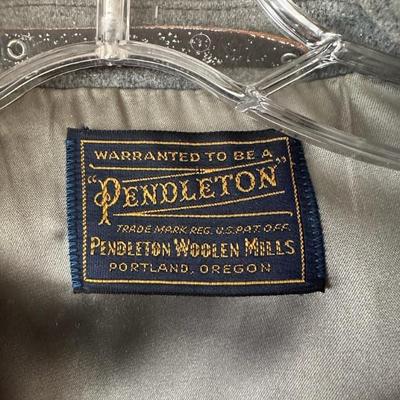 WARRANTED TO BE A
"PENDLETON"
TRADE MARK REG. U.S. PAT. OFF.
PENDLETON WOOLEN MILLS
PORTLAND, OREGON